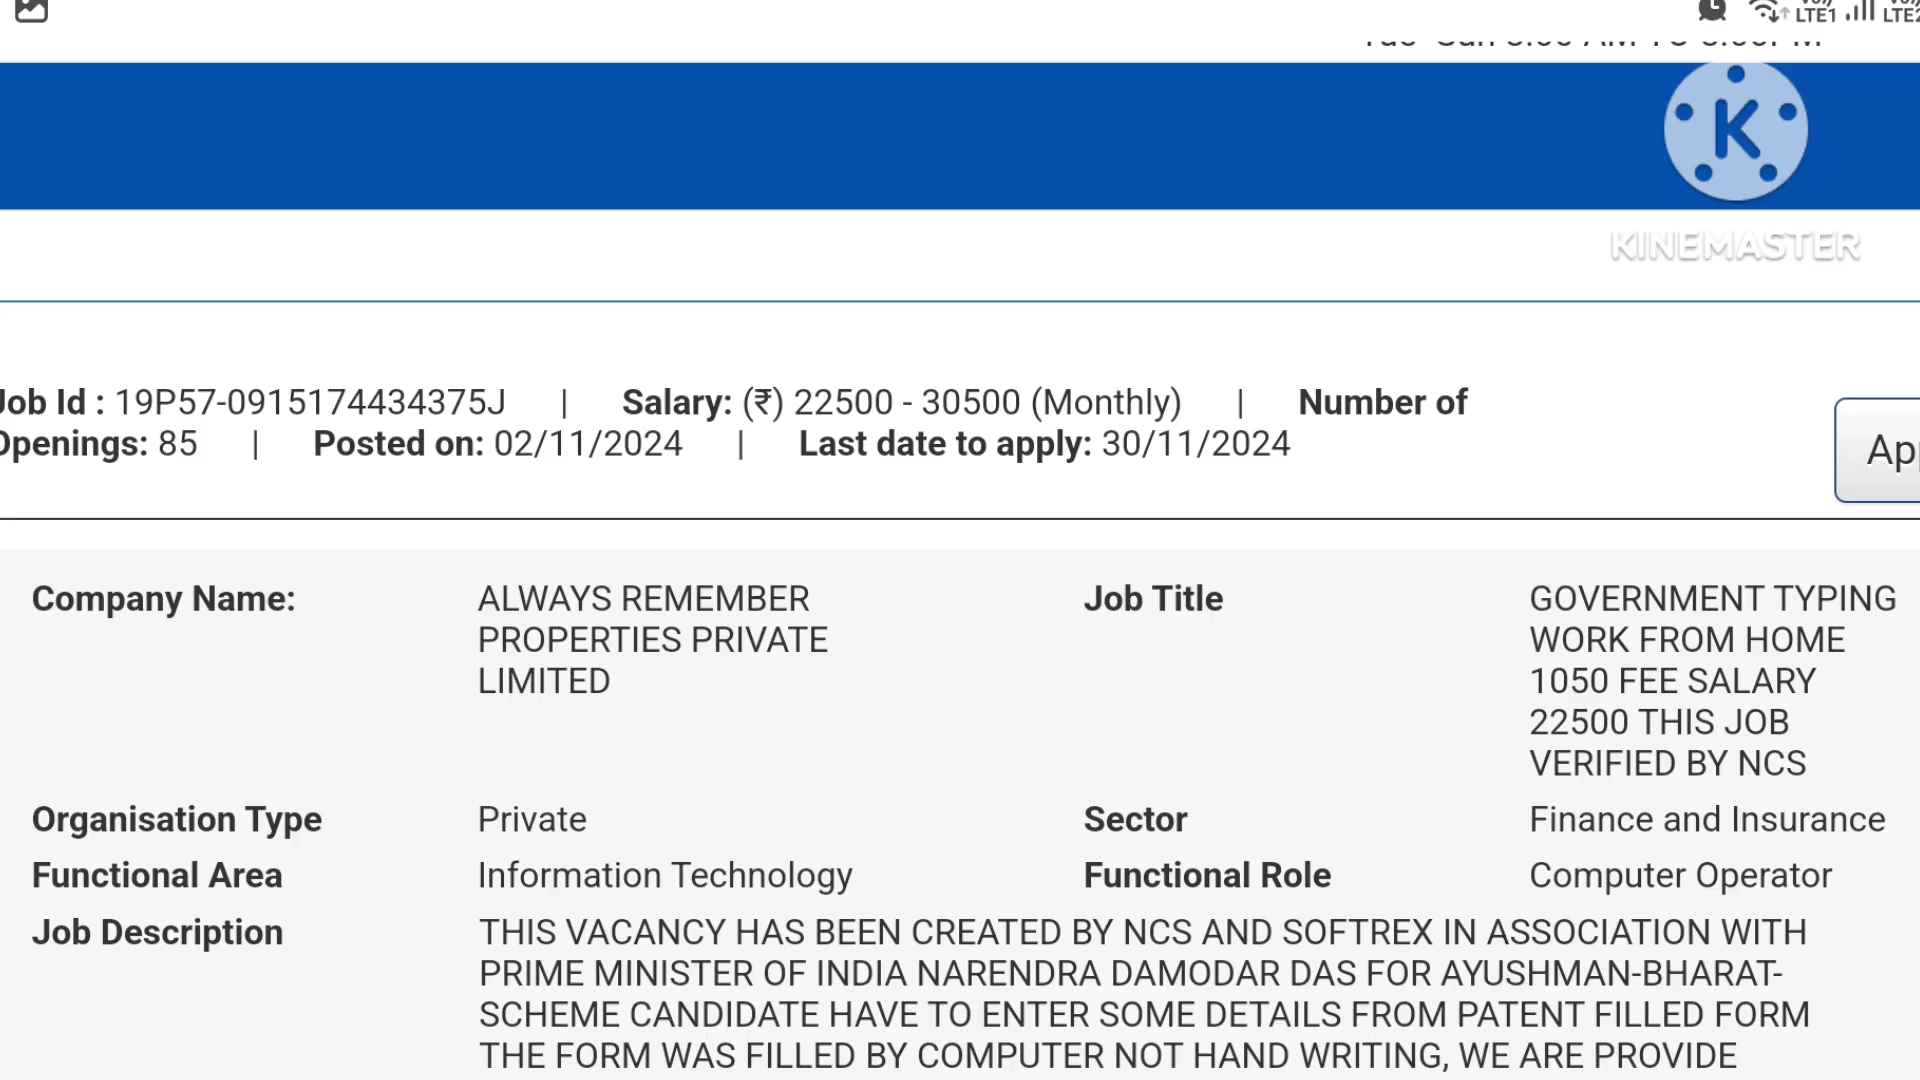 LTE1 LTE2
K
KINEMASTER
Job Id : 19P57-0915174434375J | Salary: (₹) 22500 - 30500 (Monthly) | Number of
Openings: 85 | Posted on: 02/11/2024 | Last date to apply: 30/11/2024
Company Name: ALWAYS REMEMBER Job Title GOVERNMENT TYPING
PROPERTIES PRIVATE WORK FROM HOME
LIMITED 1050 FEE SALARY
22500 THIS JOB
VERIFIED BY NCS
Organisation Type Private Sector Finance and Insurance
Functional Area Information Technology Functional Role Computer Operator
Job Description THIS VACANCY HAS BEEN CREATED BY NCS AND SOFTREX IN ASSOCIATION WITH
PRIME MINISTER OF INDIA NARENDRA DAMODAR DAS FOR AYUSHMAN-BHARAT-
SCHEME CANDIDATE HAVE TO ENTER SOME DETAILS FROM PATENT FILLED FORM
THE FORM WAS FILLED BY COMPUTER NOT HAND WRITING, WE ARE PROVIDE